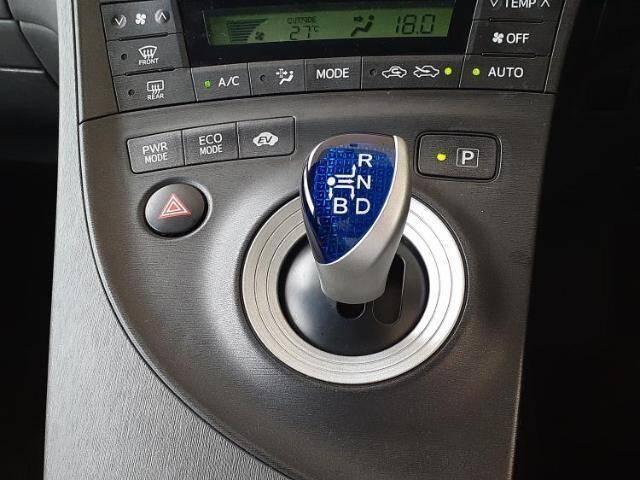 OUTSIDE
27°C
18.0
TEMP
OFF
FRONT
REAR
A/C
MODE
AUTO
PWR MODE
ECO MODE
EV
P
R
N
B D